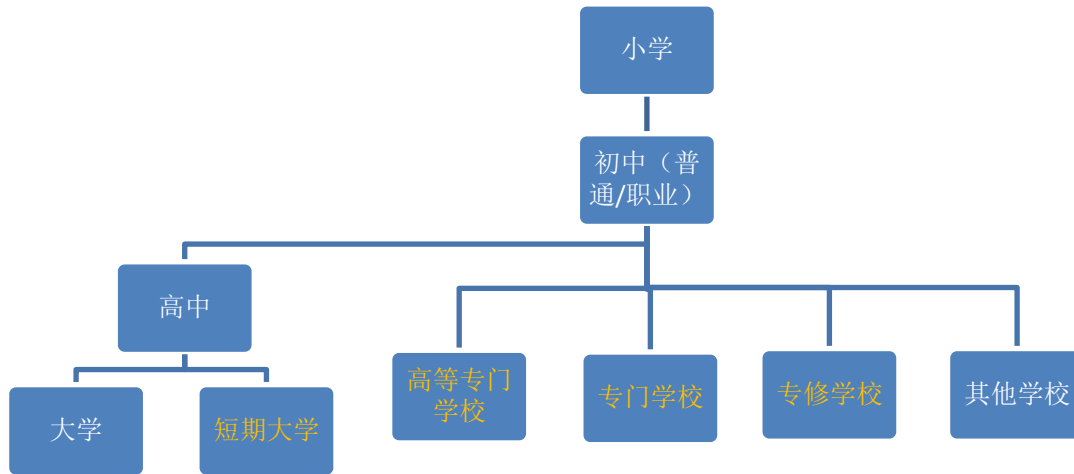 小学
初中（普
通/职业）
高中
高等专门
学校
专门学校
专修学校
其他学校
大学
短期大学